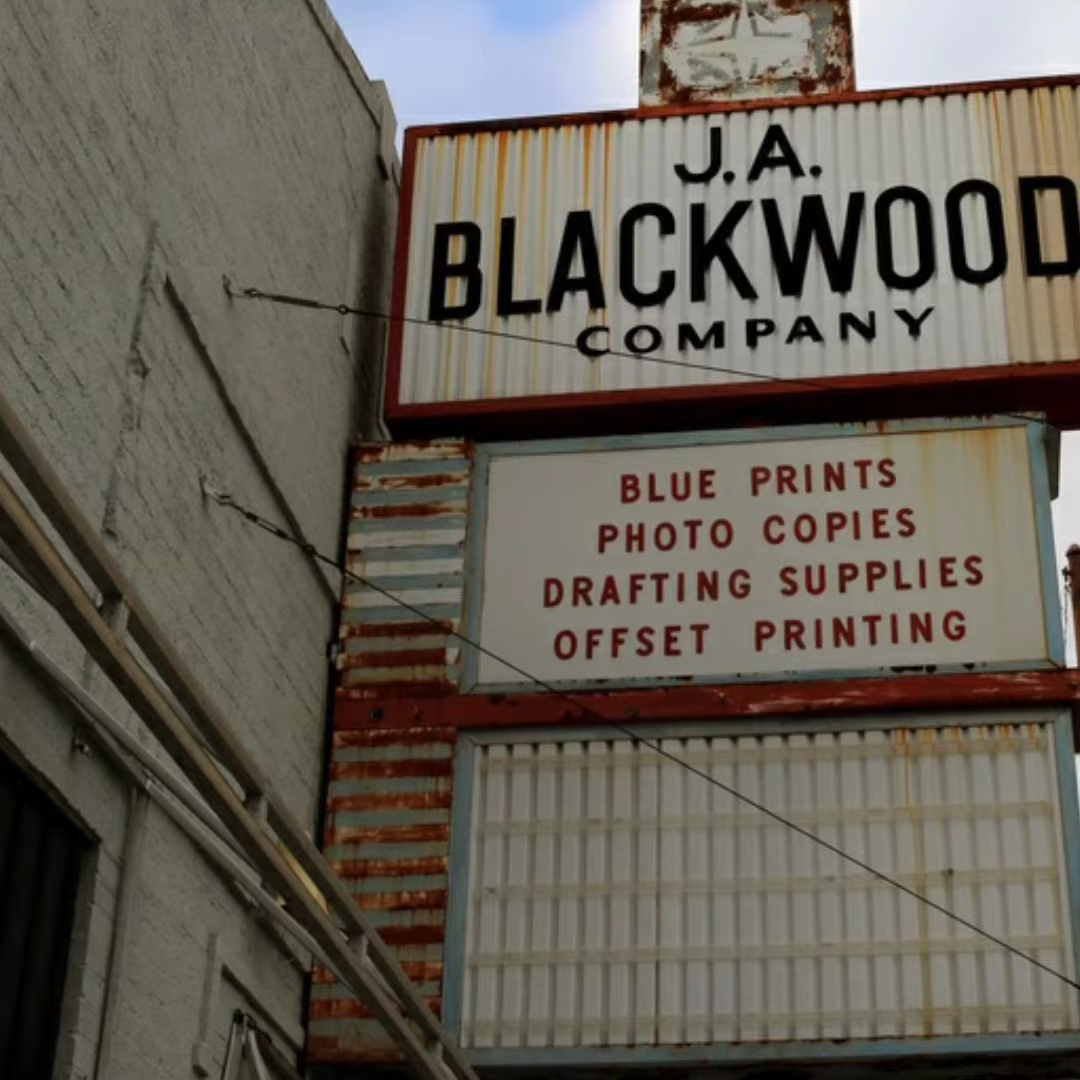 J.A.
BLACKWOOD
COMPANY
BLUE PRINTS
PHOTO COPIES
DRAFTING SUPPLIES
OFFSET PRINTING